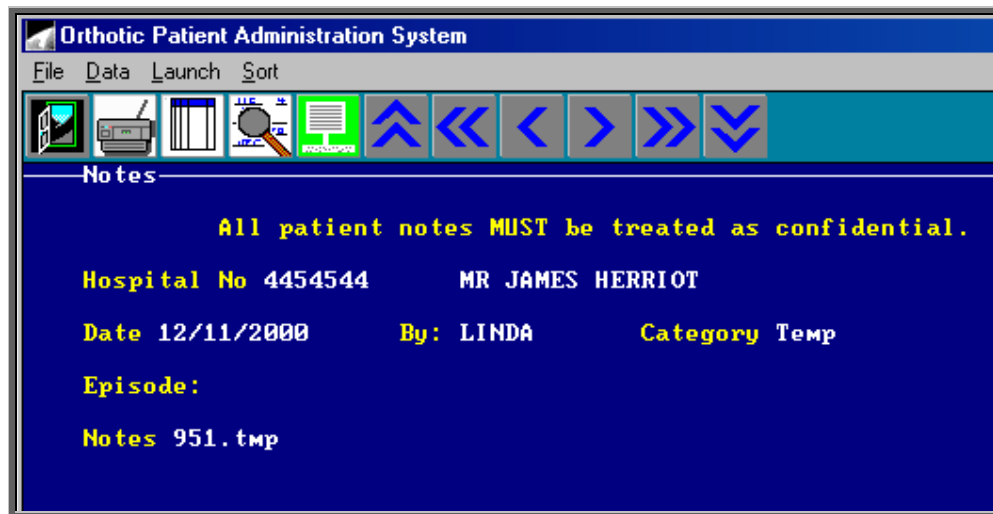 Orthotic Patient Administration System
File Data Launch Sort
Notes
All patient notes MUST be treated as confidential.
Hospital No 4454544 MR JAMES HERRIOT
Date 12/11/2000 By: LINDA Category Temp
Episode:
Notes 951.tmp